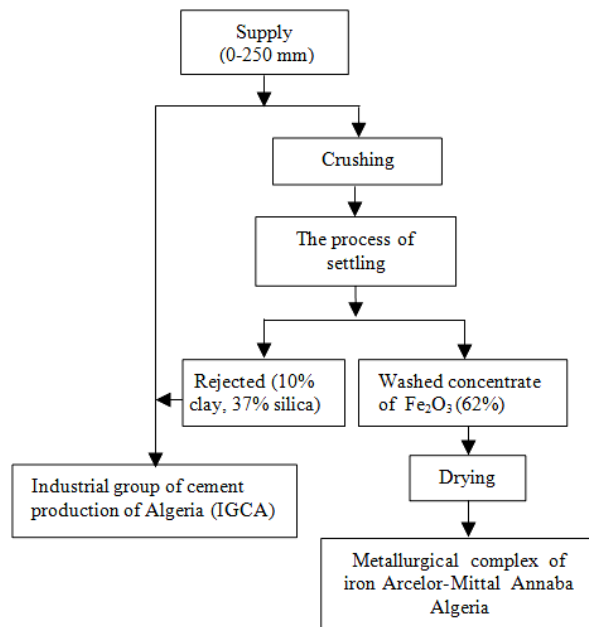 Supply
(0-250 mm)
Crushing
The process of
settling
Rejected (10%
clay, 37% silica)
Washed concentrate
of Fe₂O₃ (62%)
Drying
Industrial group of cement
production of Algeria (IGCA)
Metallurgical complex of
iron Arcelor-Mittal Annaba
Algeria